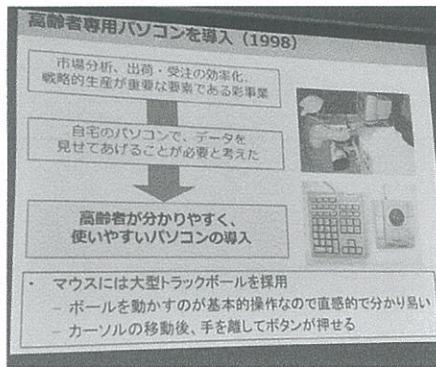 高齢者専用パソコンを導入（1998）
市場分析、出荷・受注の効率化、
戦略的生産が重要な要素である彩事業
自宅のパソコンで、データを
見せてあげることが必要と考えた
高齢者が分かりやすく、
使いやすいパソコンの導入
・ マウスには大型トラックボールを採用
– ボールを動かすのが基本的操作なので直感的で分かり易い
– カーソルの移動後、手を離してボタンが押せる